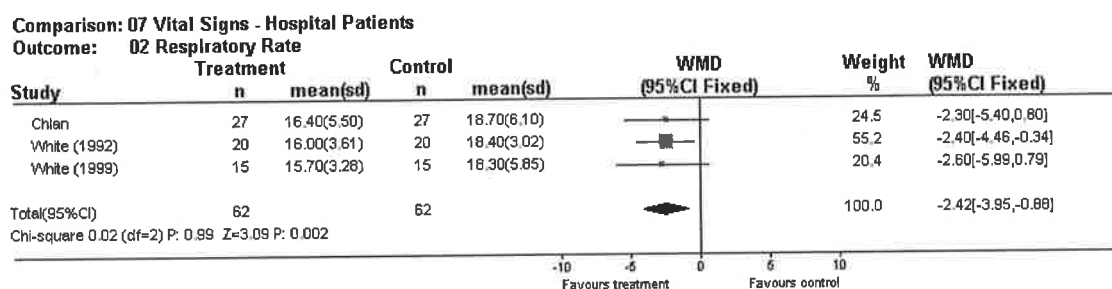 Comparison: 07 Vital Signs - Hospital Patients
Outcome: 02 Respiratory Rate
Treatment Control WMD Weight WMD
Study n mean(sd) n mean(sd) (95%CI Fixed) % (95%CI Fixed)
Chlan 27 16.40(5.50) 27 18.70(6.10) 24.5 -2.30[-5.40,0.80]
White (1992) 20 16.00(3.61) 20 18.40(3.02) 55.2 -2.40[-4.46,-0.34]
White (1999) 15 15.70(3.28) 15 18.30(5.85) 20.4 -2.60[-5.99,0.79]
Total(95%CI) 62 62 100.0 -2.42[-3.95,-0.88]
Chi-square 0.02 (df=2) P: 0.99 Z=3.09 P: 0.002
-10 -5 0 5 10
Favours treatment Favours control